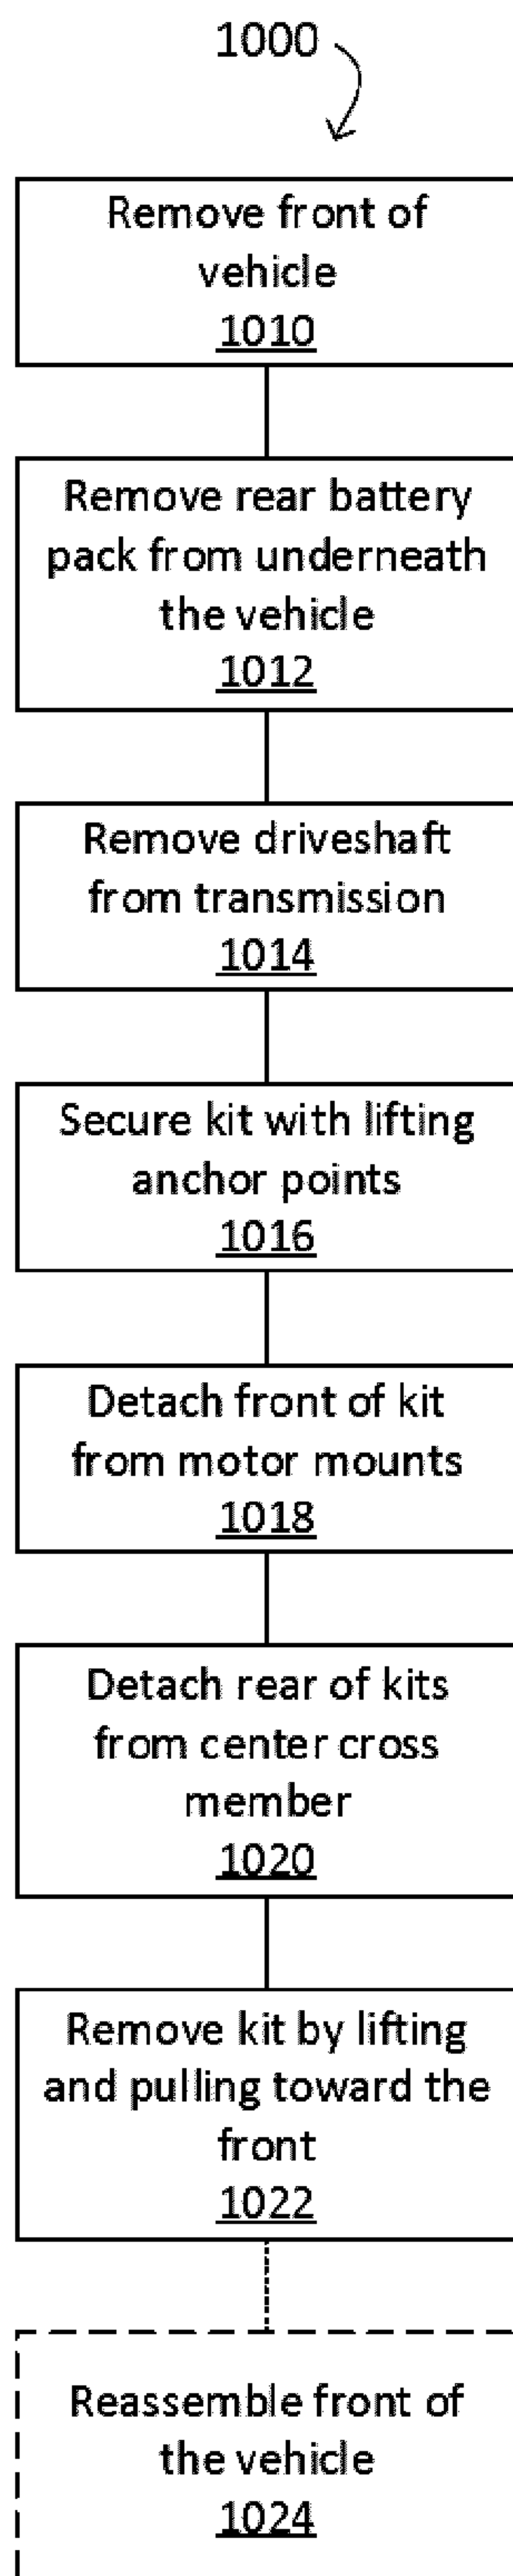 1000
Remove front of
vehicle
1010
Remove rear battery
pack from underneath
the vehicle
1012
Remove driveshaft
from transmission
1014
Secure kit with lifting
anchor points
1016
Detach front of kit
from motor mounts
1018
Detach rear of kits
from center cross
member
1020
Remove kit by lifting
and pulling toward the
front
1022
Reassemble front of
the vehicle
1024